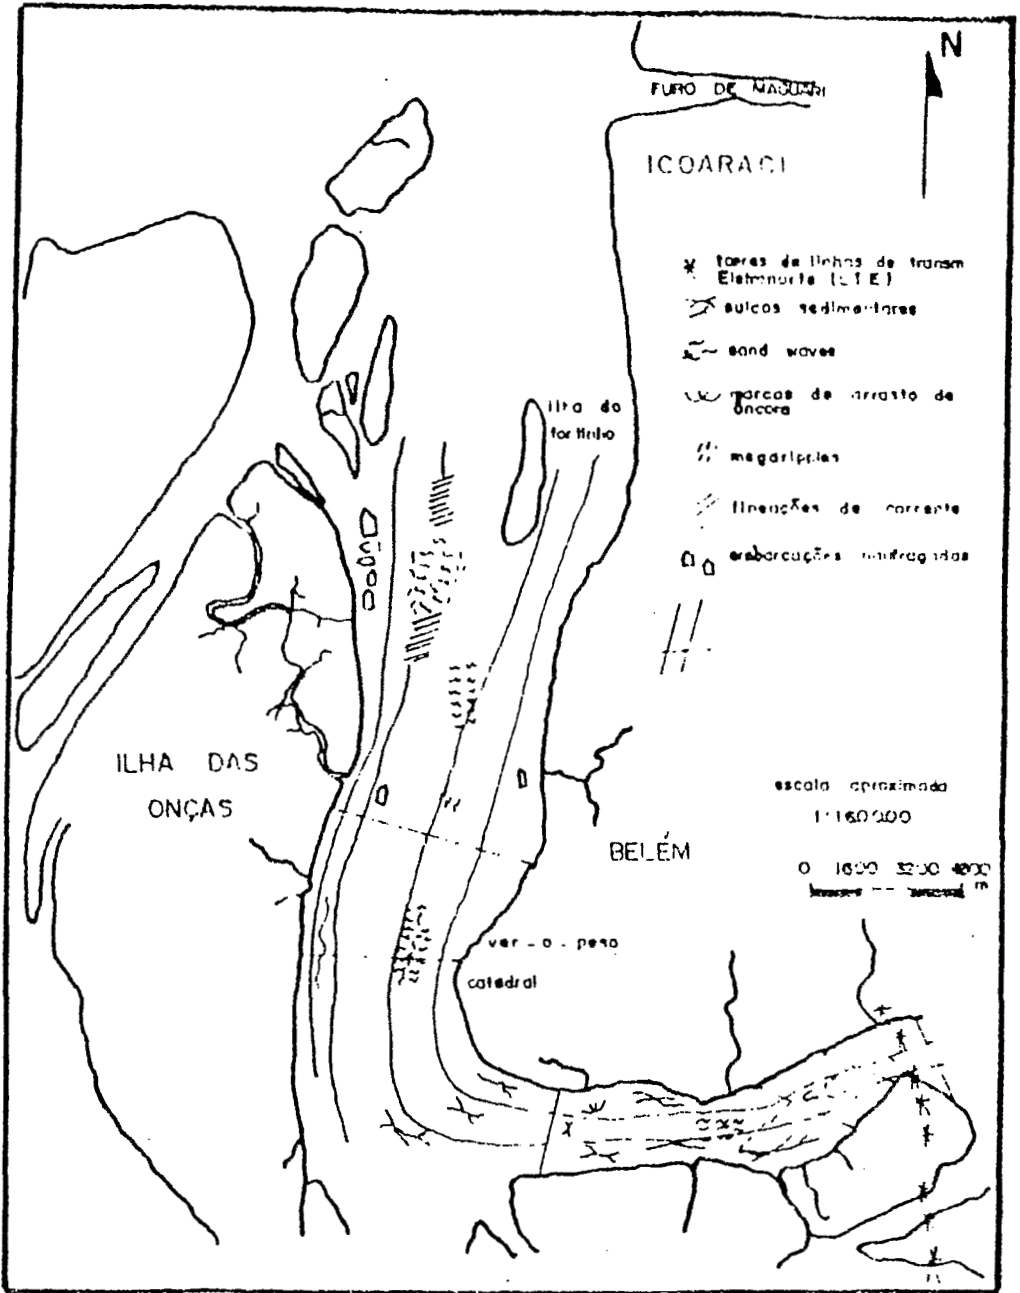 N
FURO DE MAGUARI
ICOARACI
torres de linhas de transm
Eletronorte (L T E)
sulcos sedimentares
sand waves
marcas de arrasto de
âncora
megaripples
lineações de corrente
embarcações naufragadas
ilha do
fortinho
ILHA DAS
ONÇAS
escala aproximada
1:160.000
BELÉM
0 1600 3200 4800
m
ver-o-peso
catedral